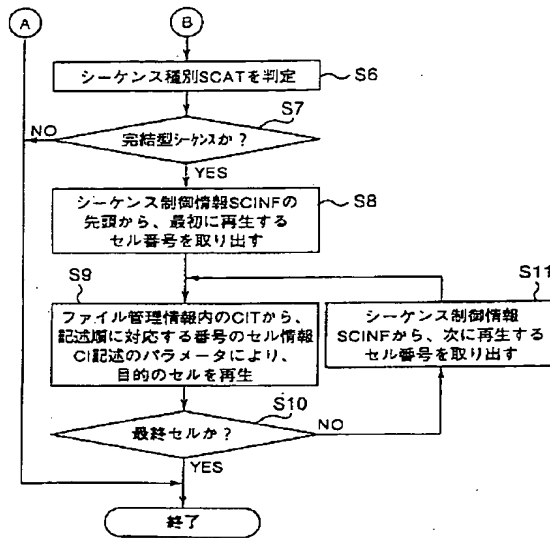 A
B
シーケンス種別SCATを判定
S6
S7
NO
完結型シーケンスか？
YES
シーケンス制御情報SCINFの
先頭から、最初に再生する
セル番号を取り出す
S8
S9
ファイル管理情報内のCITから、
記述順に対応する番号のセル情報
CI記述のパラメータにより、
目的のセルを再生
S11
シーケンス制御情報
SCINFから、次に再生する
セル番号を取り出す
S10
最終セルか？
NO
YES
終了